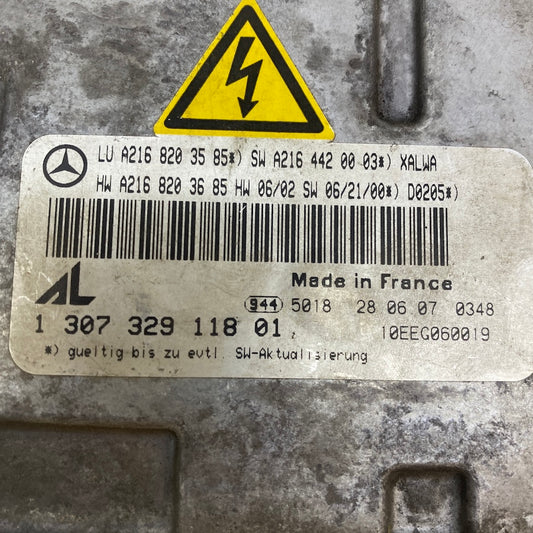 LU A216 820 35 85*) SW A216 442 00 03*) XALWA
HW A216 820 36 85 HW 06/02 SW 06/21/00*) D0205*)
AL
Made in France
944 5018 28 06 07 0348
1 307 329 118 01 10EEG060019
*) gueltig bis zu evtl. SW-Aktualisierung